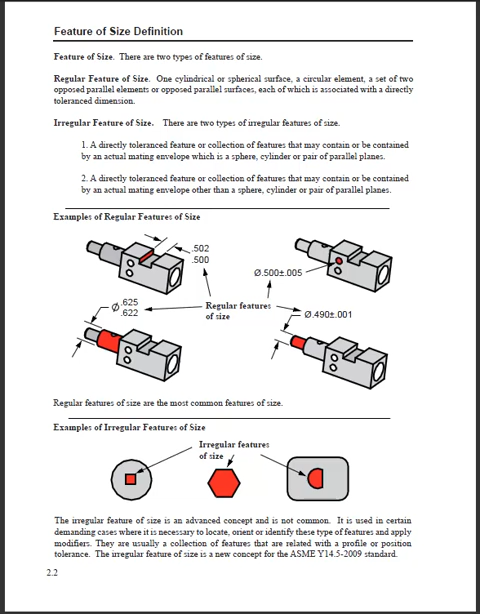 Feature of Size Definition
Feature of Size. There are two types of features of size.
Regular Feature of Size. One cylindrical or spherical surface, a circular element, a set of two
opposed parallel elements or opposed parallel surfaces, each of which is associated with a directly
toleranced dimension.
Irregular Feature of Size. There are two types of irregular features of size.
1. A directly toleranced feature or collection of features that may contain or be contained
by an actual mating envelope which is a sphere, cylinder or pair of parallel planes.
2. A directly toleranced feature or collection of features that may contain or be contained
by an actual mating envelope other than a sphere, cylinder or pair of parallel planes.
Examples of Regular Features of Size
.502
.500
Ø.500±.005
Ø .625
.622
Regular features
of size
Ø.490±.001
Regular features of size are the most common features of size.
Examples of Irregular Features of Size
Irregular features
of size
The irregular feature of size is an advanced concept and is not common. It is used in certain
demanding cases where it is necessary to locate, orient or identify these type of features and apply
modifiers. They are usually a collection of features that are related with a profile or position
tolerance. The irregular feature of size is a new concept for the ASME Y14.5-2009 standard.
2.2